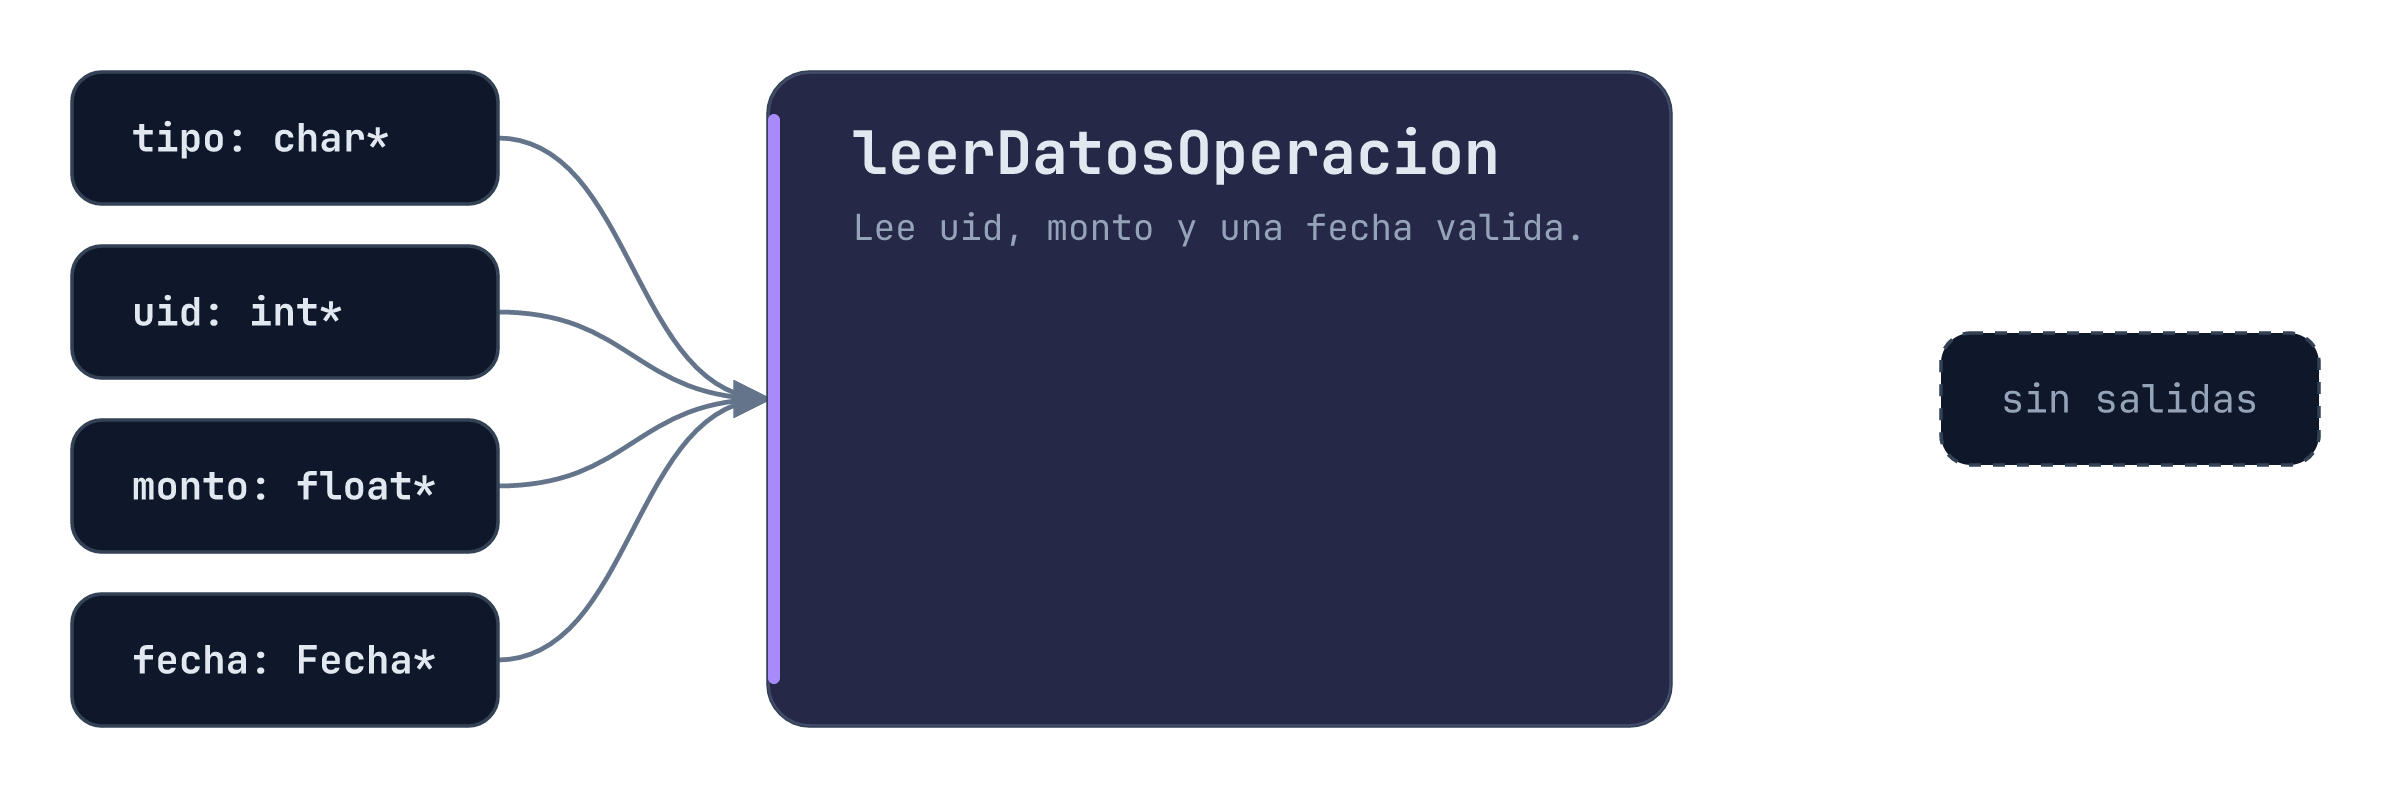 tipo: char*
uid: int*
monto: float*
fecha: Fecha*
leerDatosOperacion
Lee uid, monto y una fecha valida.
sin salidas